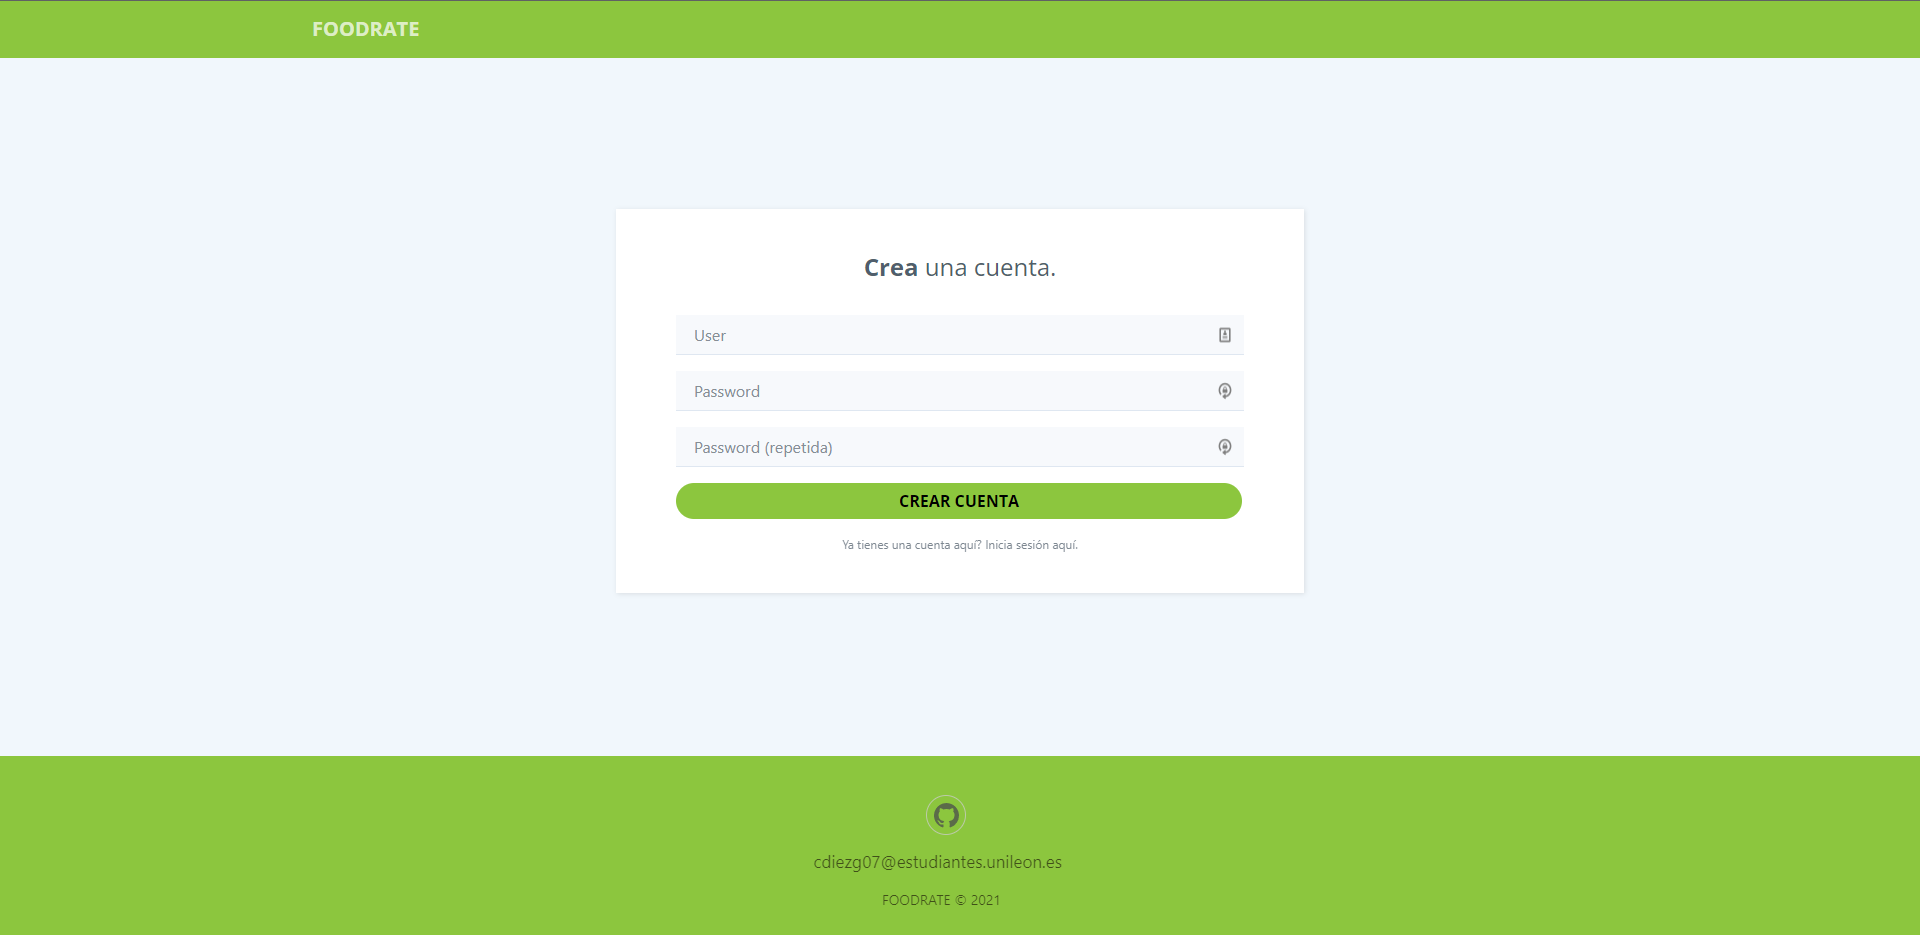 FOODRATE
Crea una cuenta.
User
Password
Password (repetida)
CREAR CUENTA
Ya tienes una cuenta aquí? Inicia sesión aquí.
cdiezg07@estudiantes.unileon.es
FOODRATE © 2021